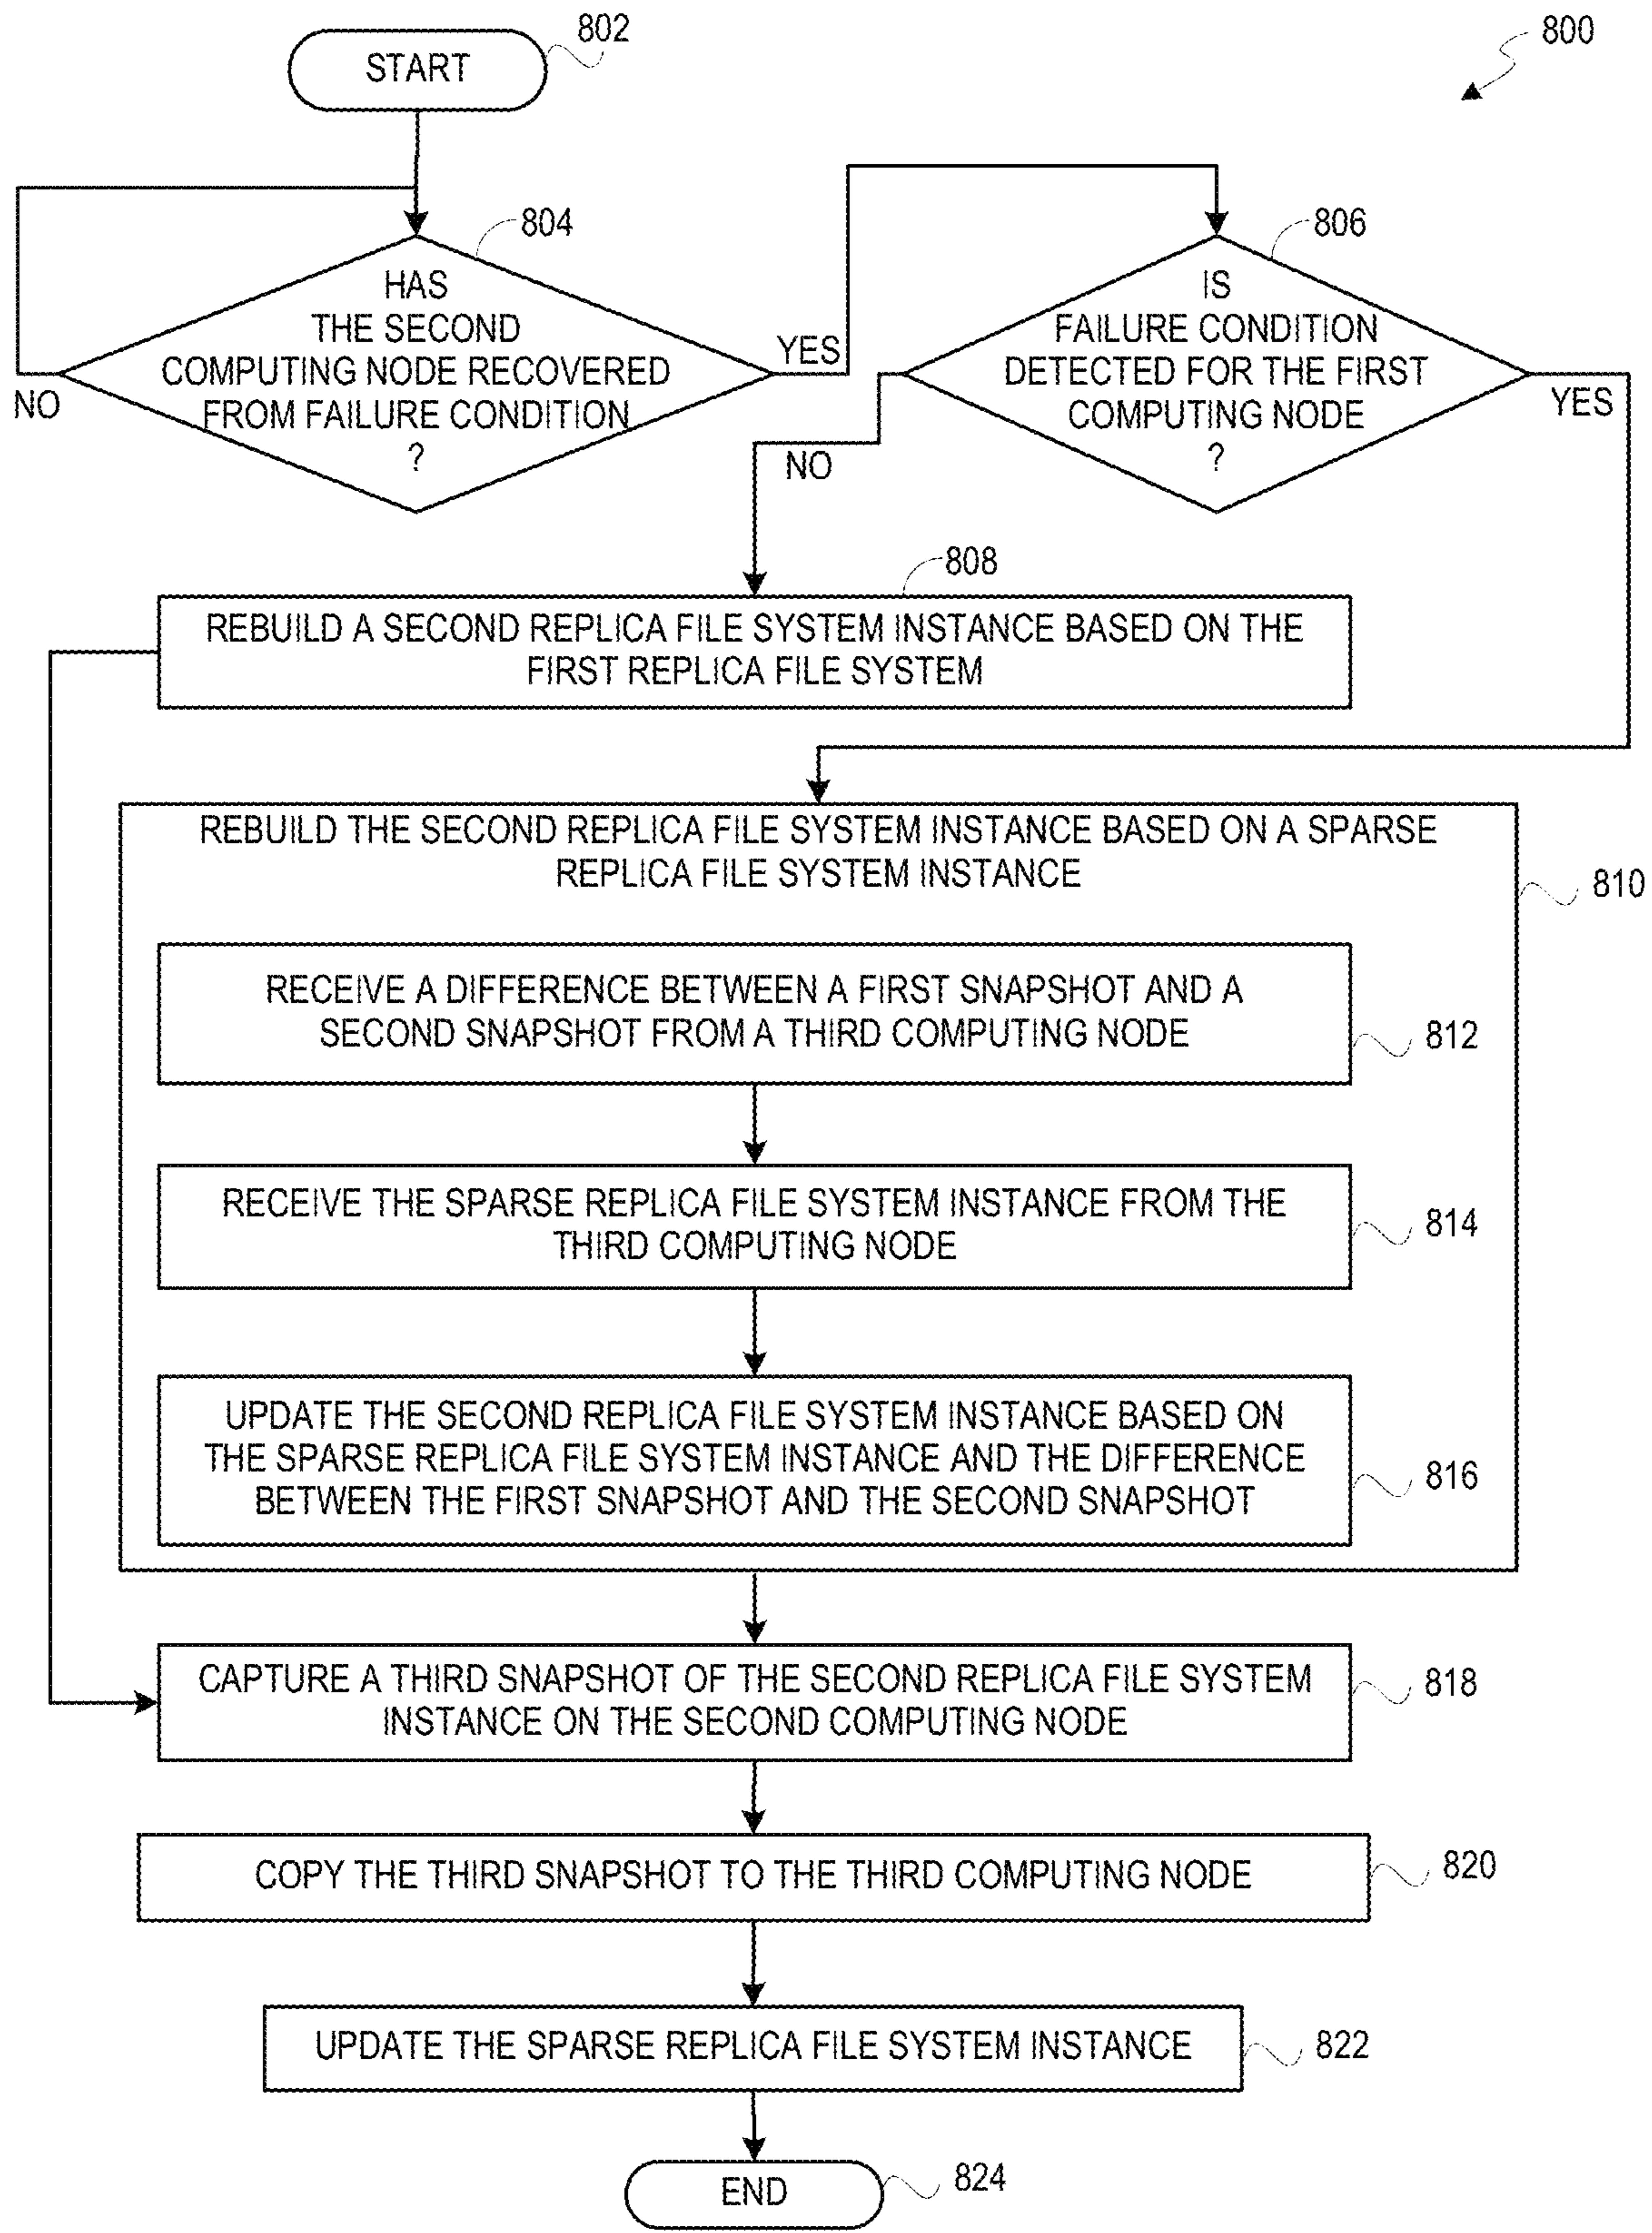 802
START
800
804
HAS
THE SECOND
COMPUTING NODE RECOVERED
FROM FAILURE CONDITION
?
NO
YES
806
IS
FAILURE CONDITION
DETECTED FOR THE FIRST
COMPUTING NODE
?
YES
NO
808
REBUILD A SECOND REPLICA FILE SYSTEM INSTANCE BASED ON THE
FIRST REPLICA FILE SYSTEM
REBUILD THE SECOND REPLICA FILE SYSTEM INSTANCE BASED ON A SPARSE
REPLICA FILE SYSTEM INSTANCE
810
RECEIVE A DIFFERENCE BETWEEN A FIRST SNAPSHOT AND A
SECOND SNAPSHOT FROM A THIRD COMPUTING NODE
812
RECEIVE THE SPARSE REPLICA FILE SYSTEM INSTANCE FROM THE
THIRD COMPUTING NODE
814
UPDATE THE SECOND REPLICA FILE SYSTEM INSTANCE BASED ON
THE SPARSE REPLICA FILE SYSTEM INSTANCE AND THE DIFFERENCE
BETWEEN THE FIRST SNAPSHOT AND THE SECOND SNAPSHOT
816
CAPTURE A THIRD SNAPSHOT OF THE SECOND REPLICA FILE SYSTEM
INSTANCE ON THE SECOND COMPUTING NODE
818
COPY THE THIRD SNAPSHOT TO THE THIRD COMPUTING NODE
820
UPDATE THE SPARSE REPLICA FILE SYSTEM INSTANCE
822
END
824